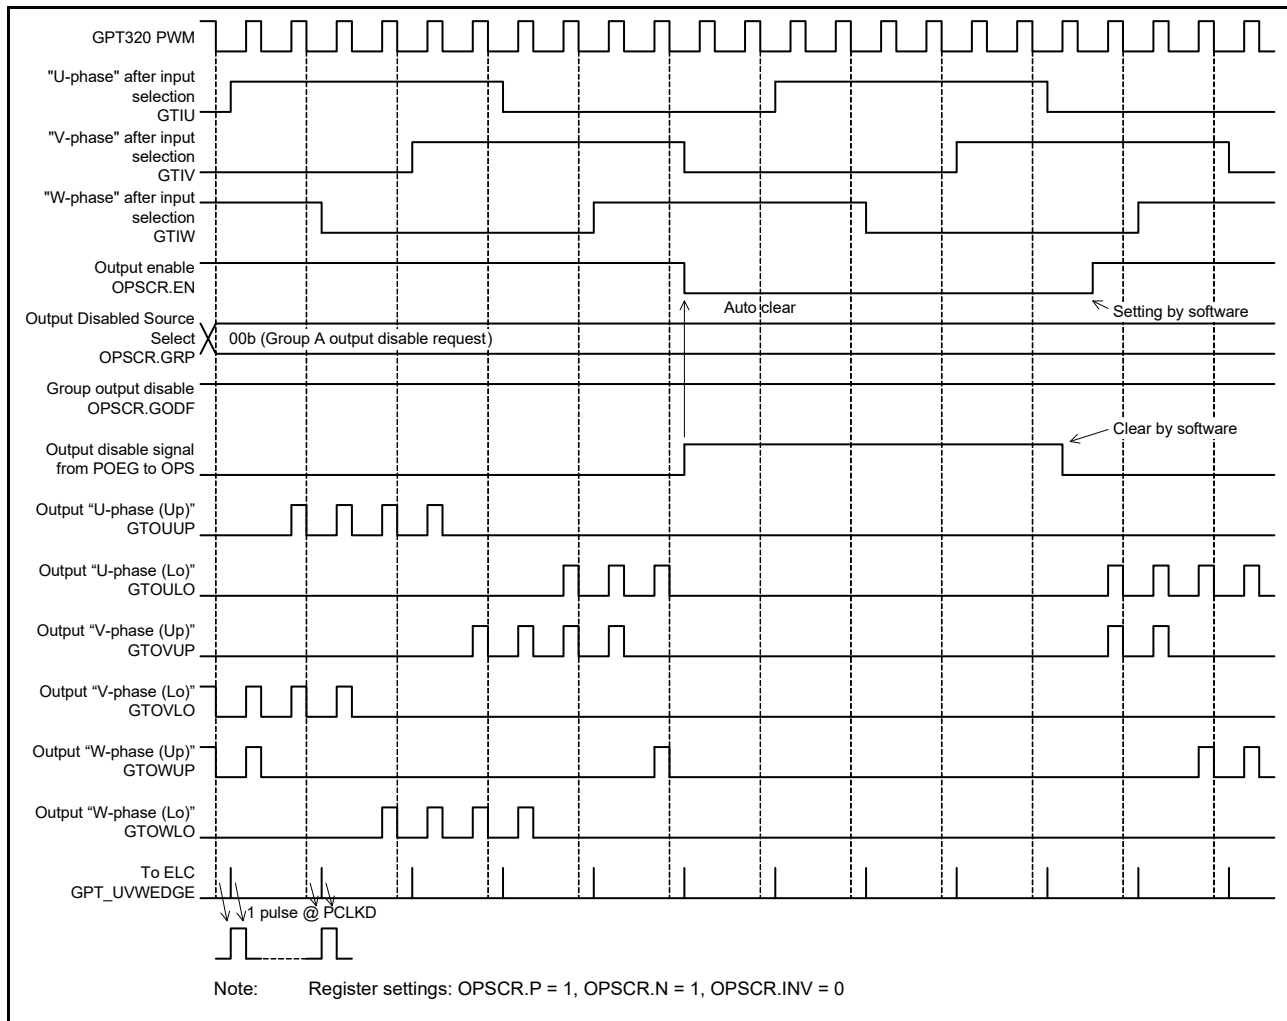 GPT320 PWM
"U-phase" after input
selection
GTIU
"V-phase" after input
selection
GTIV
"W-phase" after input
selection
GTIW
Output enable
OPSCR.EN
Auto clear
Setting by software
Output Disabled Source
Select
OPSCR.GRP
00b (Group A output disable request)
Group output disable
OPSCR.GODF
Clear by software
Output disable signal
from POEG to OPS
Output “U-phase (Up)”
GTOUUP
Output “U-phase (Lo)”
GTOULO
Output “V-phase (Up)”
GTOVUP
Output “V-phase (Lo)”
GTOVLO
Output “W-phase (Up)”
GTOWUP
Output “W-phase (Lo)”
GTOWLO
To ELC
GPT_UVWEDGE
1 pulse @ PCLKD
Note: Register settings: OPSCR.P = 1, OPSCR.N = 1, OPSCR.INV = 0